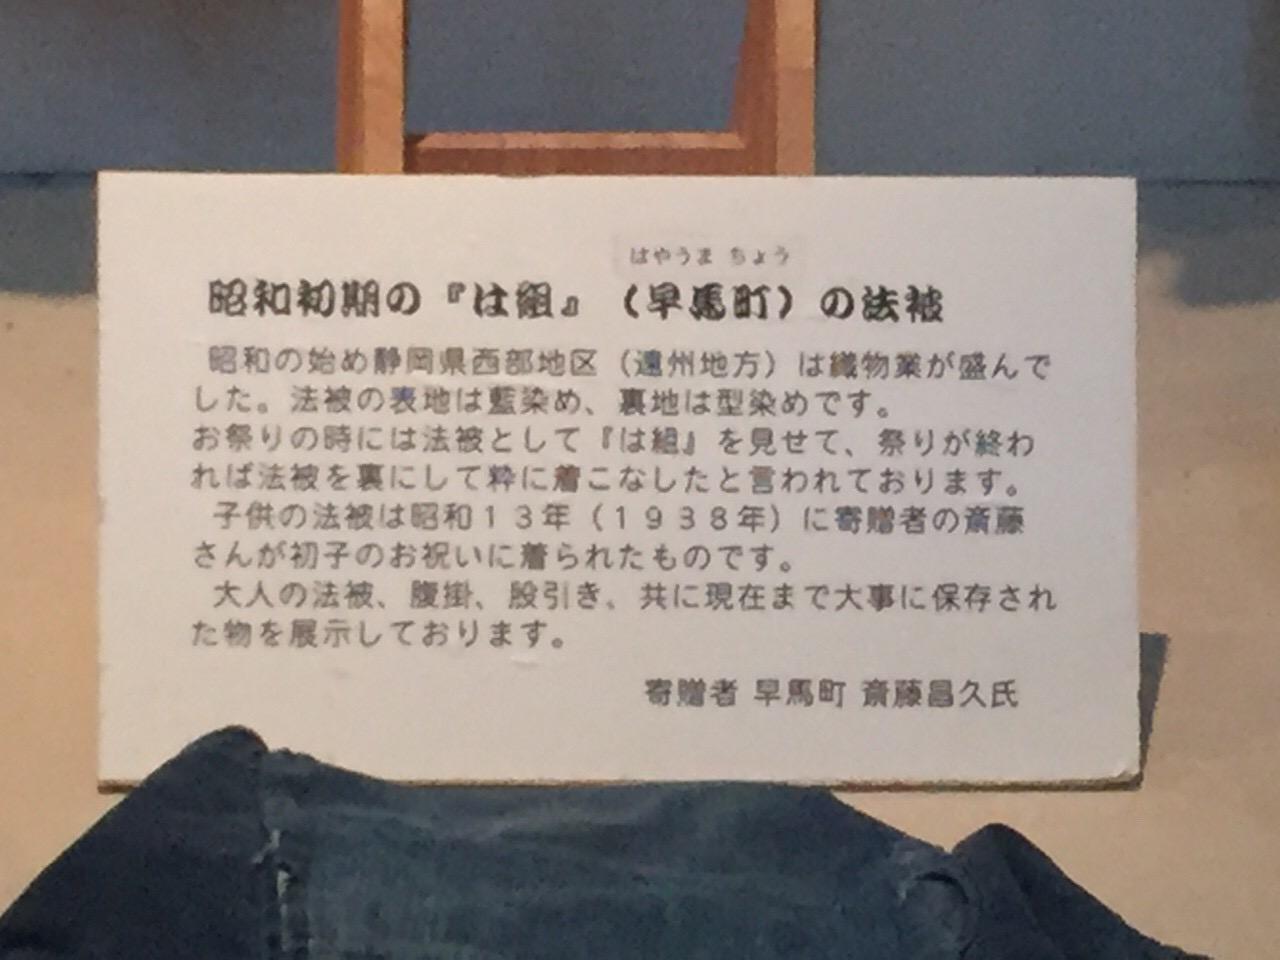 はやうま ちょう
昭和初期の『は組』（早馬町）の法被
昭和の始め静岡県西部地区（遠州地方）は織物業が盛んで
した。法被の表地は藍染め、裏地は型染めです。
お祭りの時には法被として『は組』を見せて、祭りが終わ
れば法被を裏にして粋に着こなしたと言われております。
子供の法被は昭和１３年（１９３８年）に寄贈者の斎藤
さんが初子のお祝いに着られたものです。
大人の法被、腹掛、股引き、共に現在まで大事に保存され
た物を展示しております。
寄贈者 早馬町 斎藤昌久氏